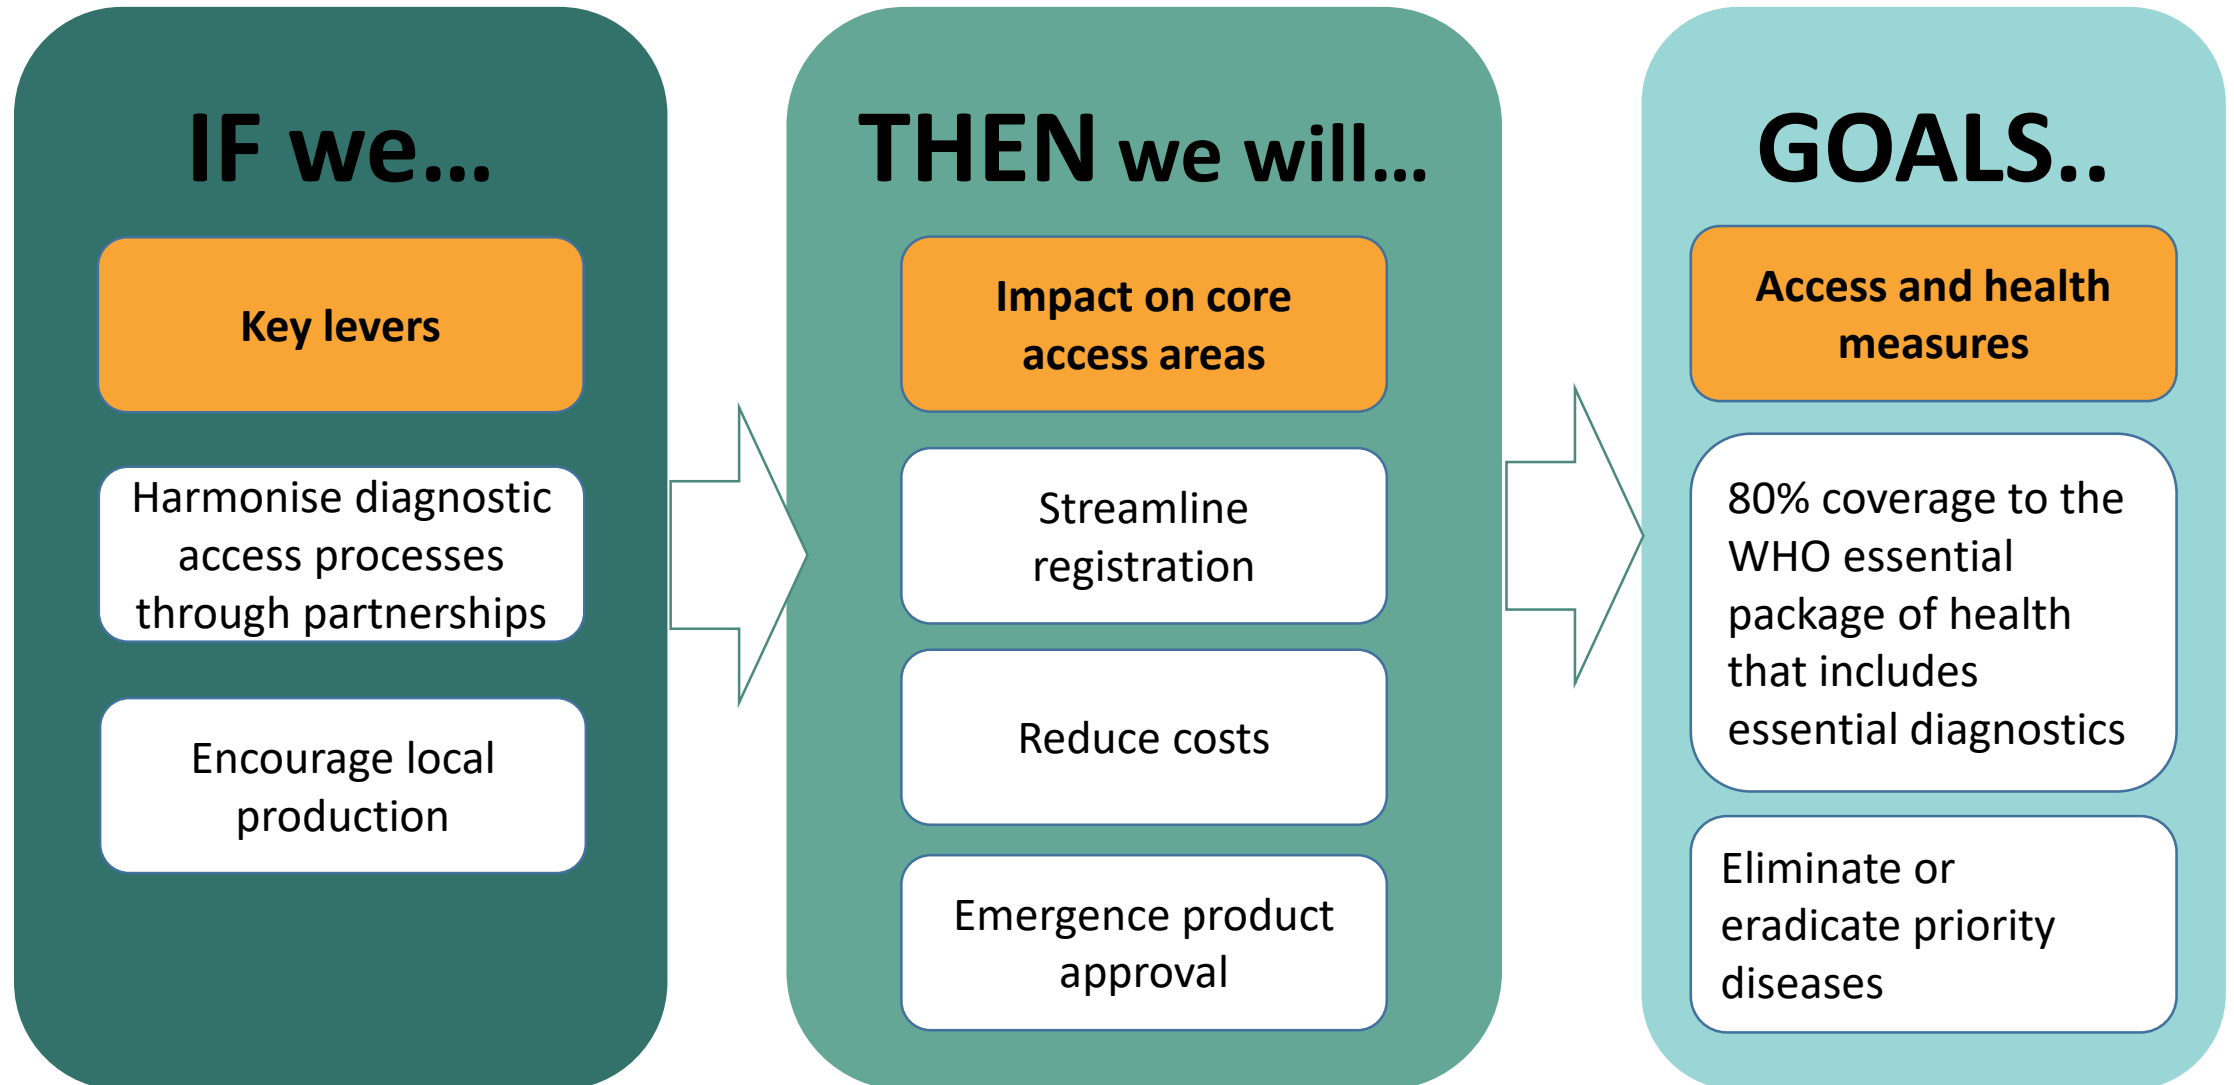 IF we…
Key levers
Harmonise diagnostic
access processes
through partnerships
Encourage local
production
THEN we will…
Impact on core
access areas
Streamline
registration
Reduce costs
Emergence product
approval
GOALS..
Access and health
measures
80% coverage to the
WHO essential
package of health
that includes
essential diagnostics
Eliminate or
eradicate priority
diseases